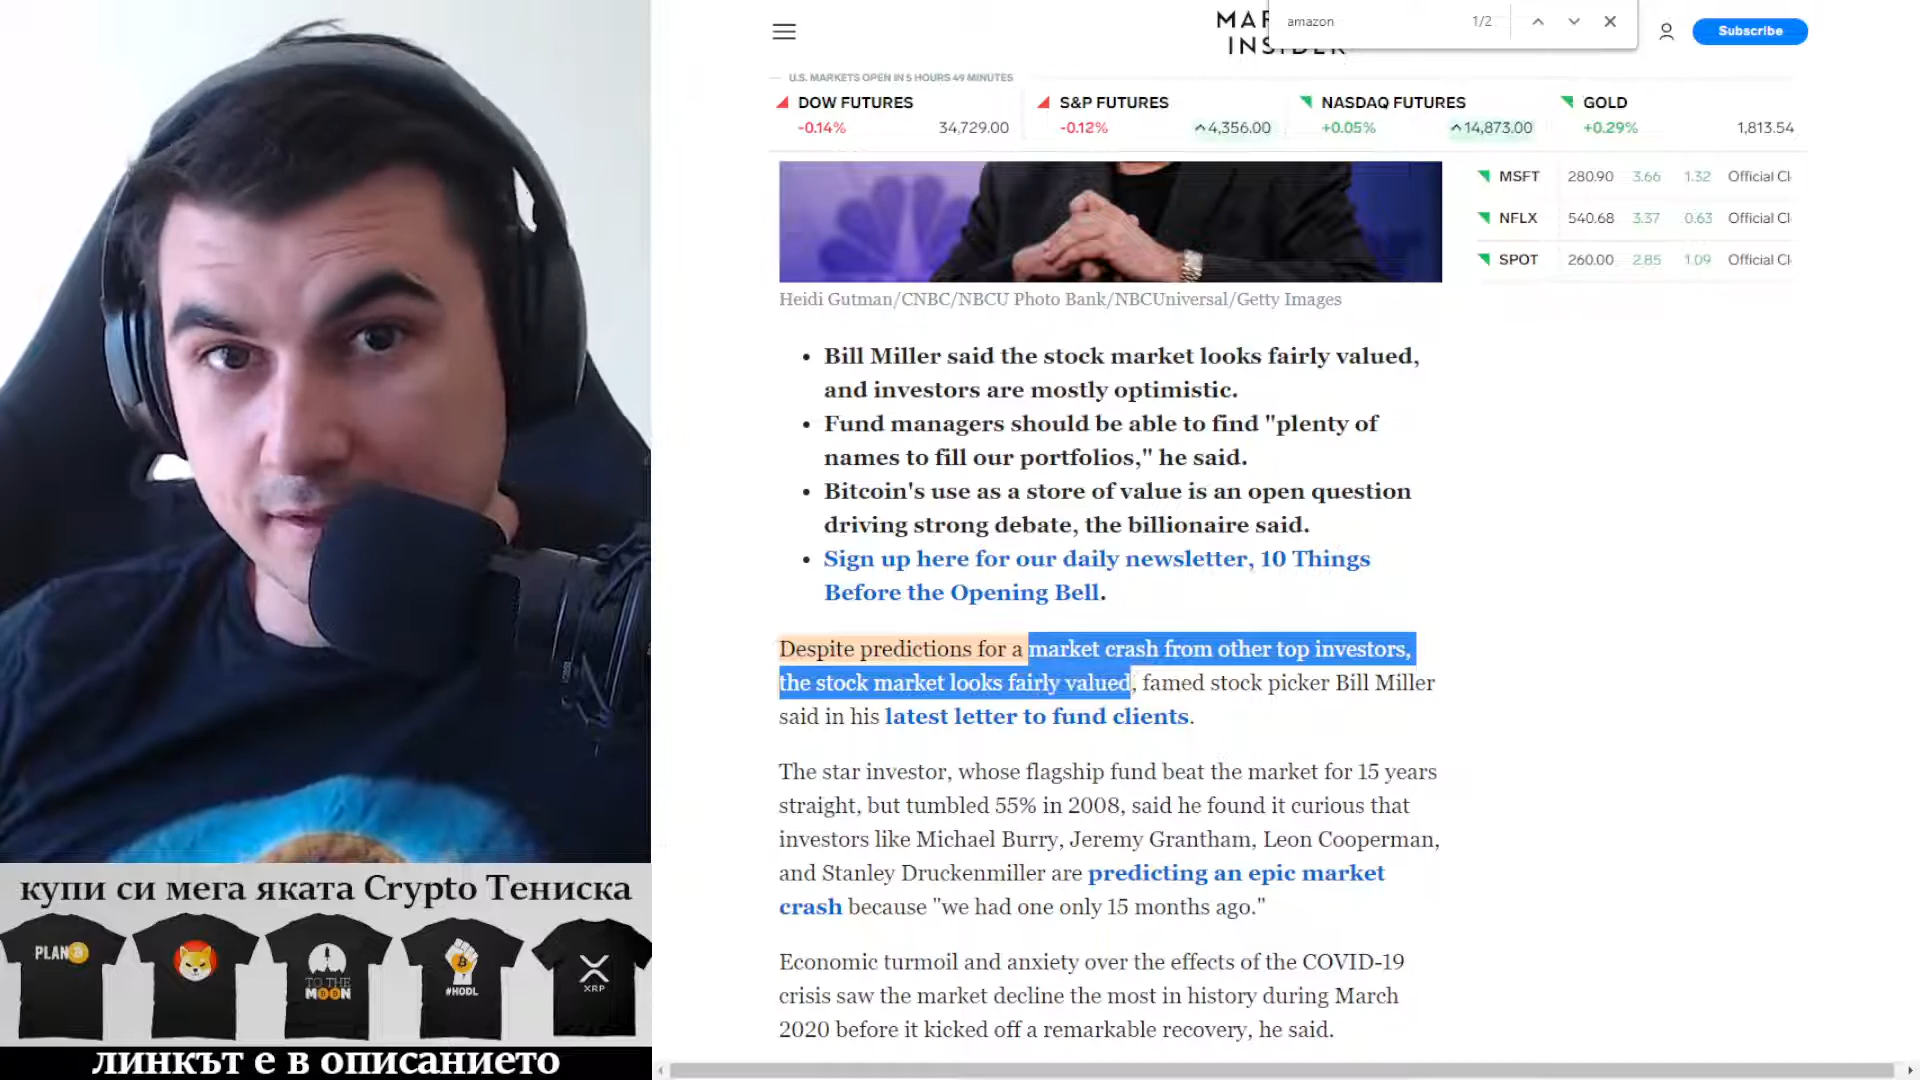 MAR
INSIDER
amazon
1/2
Subscribe
U.S. MARKETS OPEN IN 5 HOURS 49 MINUTES
DOW FUTURES
-0.14% 34,729.00
S&P FUTURES
-0.12% 4,356.00
NASDAQ FUTURES
+0.05% 14,873.00
GOLD
+0.29% 1,813.54
MSFT 280.90 3.66 1.32 Official Cl
NFLX 540.68 3.37 0.63 Official Cl
SPOT 260.00 2.85 1.09 Official Cl
Heidi Gutman/CNBC/NBCU Photo Bank/NBCUniversal/Getty Images
• Bill Miller said the stock market looks fairly valued,
and investors are mostly optimistic.
• Fund managers should be able to find "plenty of
names to fill our portfolios," he said.
• Bitcoin's use as a store of value is an open question
driving strong debate, the billionaire said.
• Sign up here for our daily newsletter, 10 Things
Before the Opening Bell.
Despite predictions for a market crash from other top investors,
the stock market looks fairly valued, famed stock picker Bill Miller
said in his latest letter to fund clients.
The star investor, whose flagship fund beat the market for 15 years
straight, but tumbled 55% in 2008, said he found it curious that
investors like Michael Burry, Jeremy Grantham, Leon Cooperman,
and Stanley Druckenmiller are predicting an epic market
crash because "we had one only 15 months ago."
Economic turmoil and anxiety over the effects of the COVID-19
crisis saw the market decline the most in history during March
2020 before it kicked off a remarkable recovery, he said.
купи си мега яката Crypto Тениска
PLAN B
TO THE
MOON
#HODL
XRP
линкът е в описанието